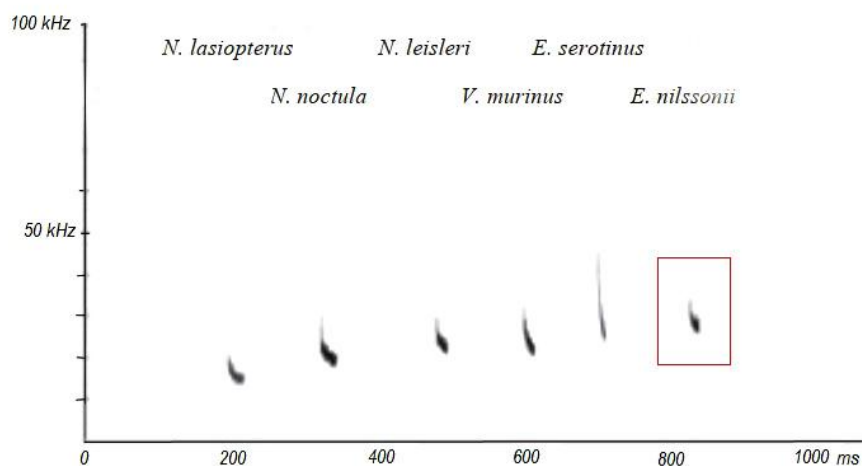 100 kHz
N. lasiopterus N. leisleri E. serotinus
N. noctula V. murinus E. nilssonii
50 kHz
0 200 400 600 800 1000 ms